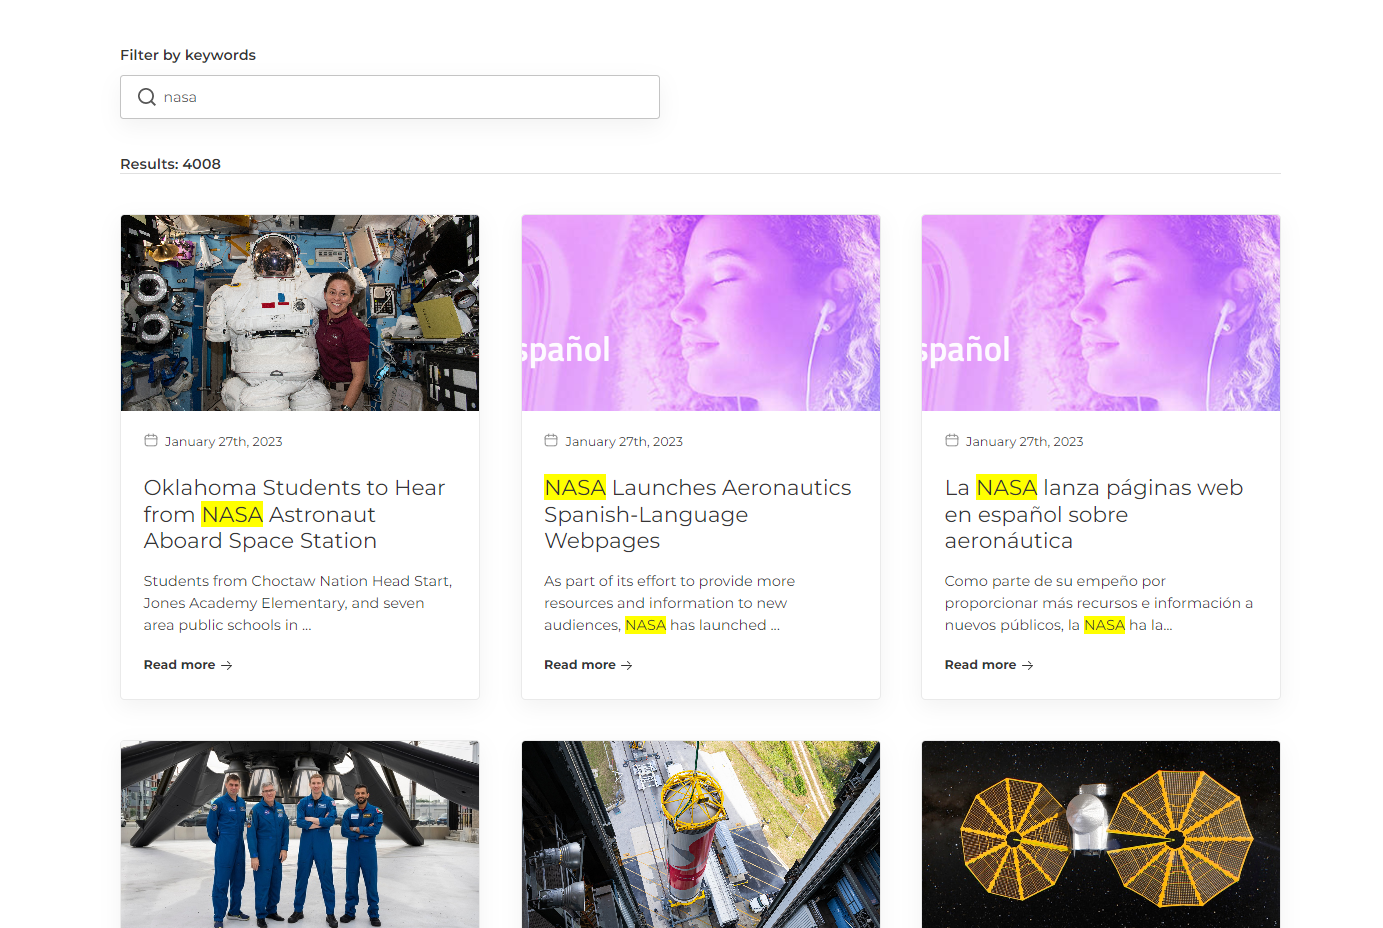 Filter by keywords
nasa
Results: 4008
spañol
spañol
January 27th, 2023
Oklahoma Students to Hear
from NASA Astronaut
Aboard Space Station
Students from Choctaw Nation Head Start,
Jones Academy Elementary, and seven
area public schools in ...
Read more
January 27th, 2023
NASA Launches Aeronautics
Spanish-Language
Webpages
As part of its effort to provide more
resources and information to new
audiences, NASA has launched ...
Read more
January 27th, 2023
La NASA lanza páginas web
en español sobre
aeronáutica
Como parte de su empeño por
proporcionar más recursos e información a
nuevos públicos, la NASA ha la...
Read more